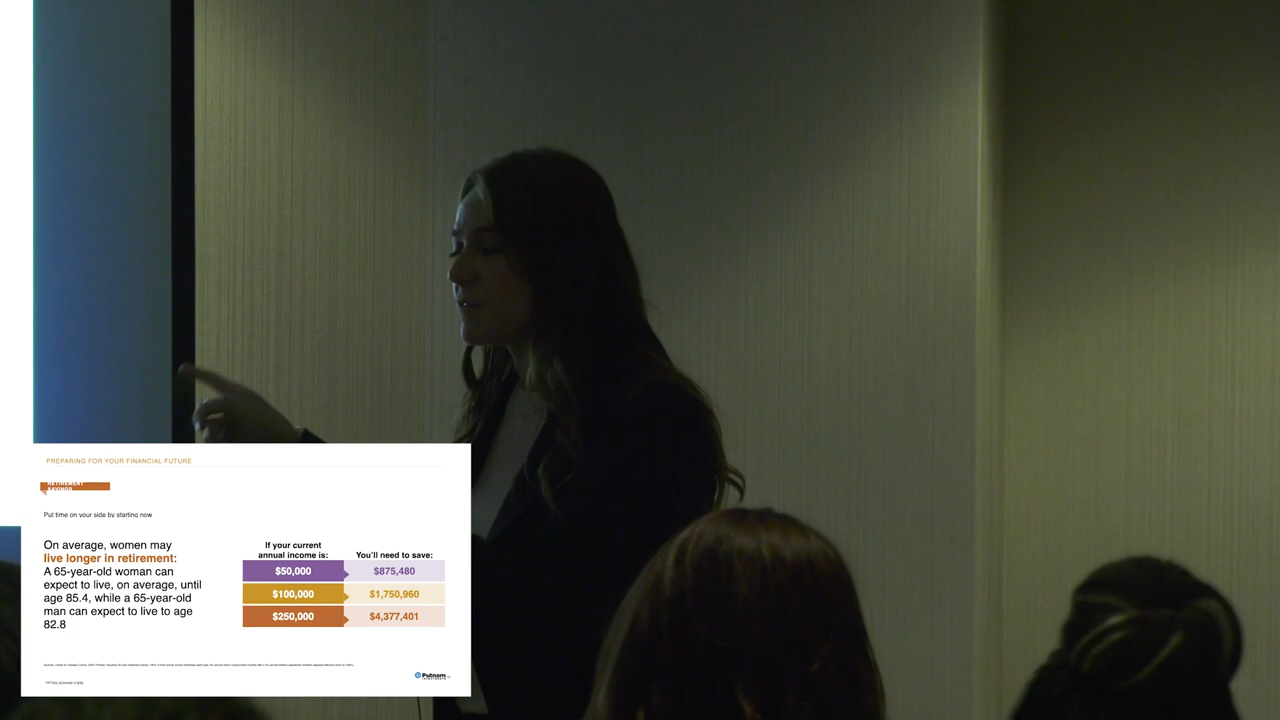 PREPARING FOR YOUR FINANCIAL FUTURE
RETIREMENT
SAVINGS
Put time on your side by starting now
On average, women may
live longer in retirement:
A 65-year-old woman can
expect to live, on average, until
age 85.4, while a 65-year-old
man can expect to live to age
82.8
If your current
annual income is:
You'll need to save:
$50,000
$875,480
$100,000
$1,750,960
$250,000
$4,377,401
Putnam
INVESTMENTS